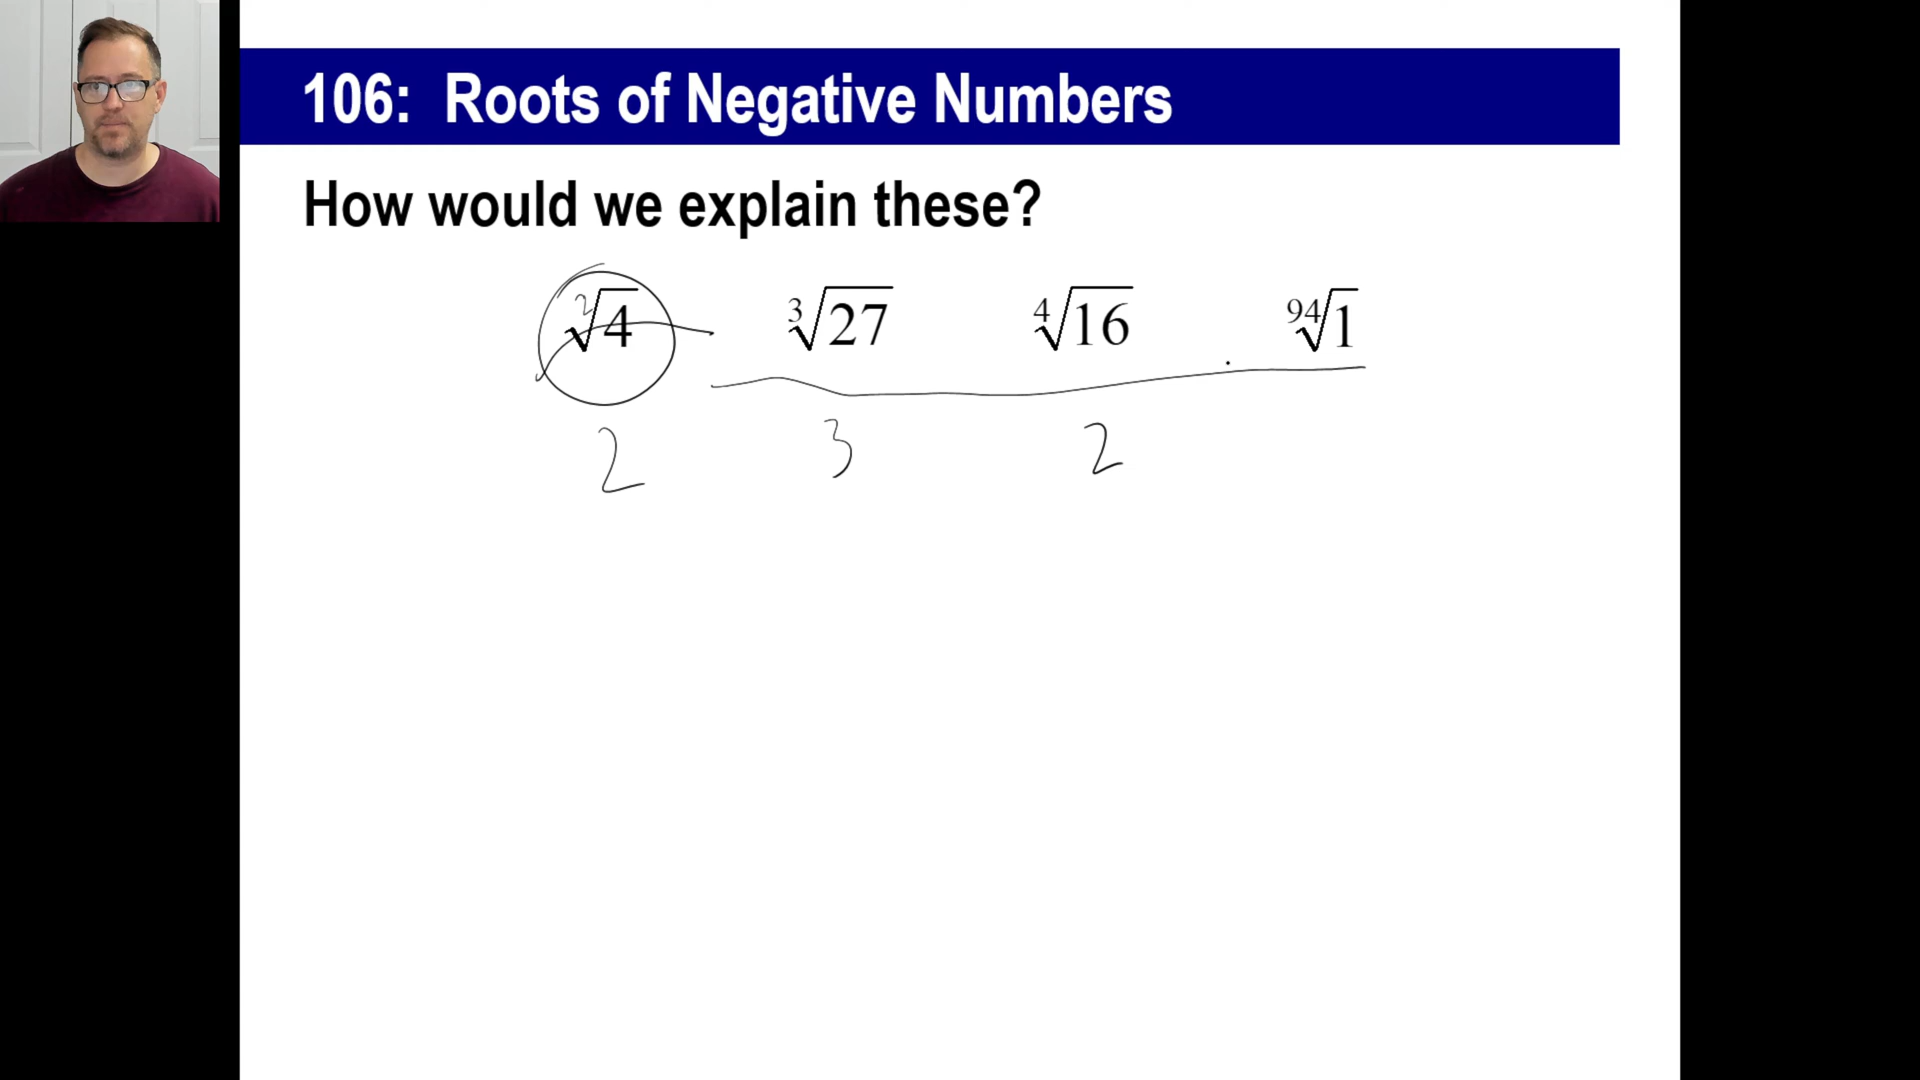 106: Roots of Negative Numbers
How would we explain these?
²√4 ³√27 ⁴√16 ⁹⁴√1
2 3 2